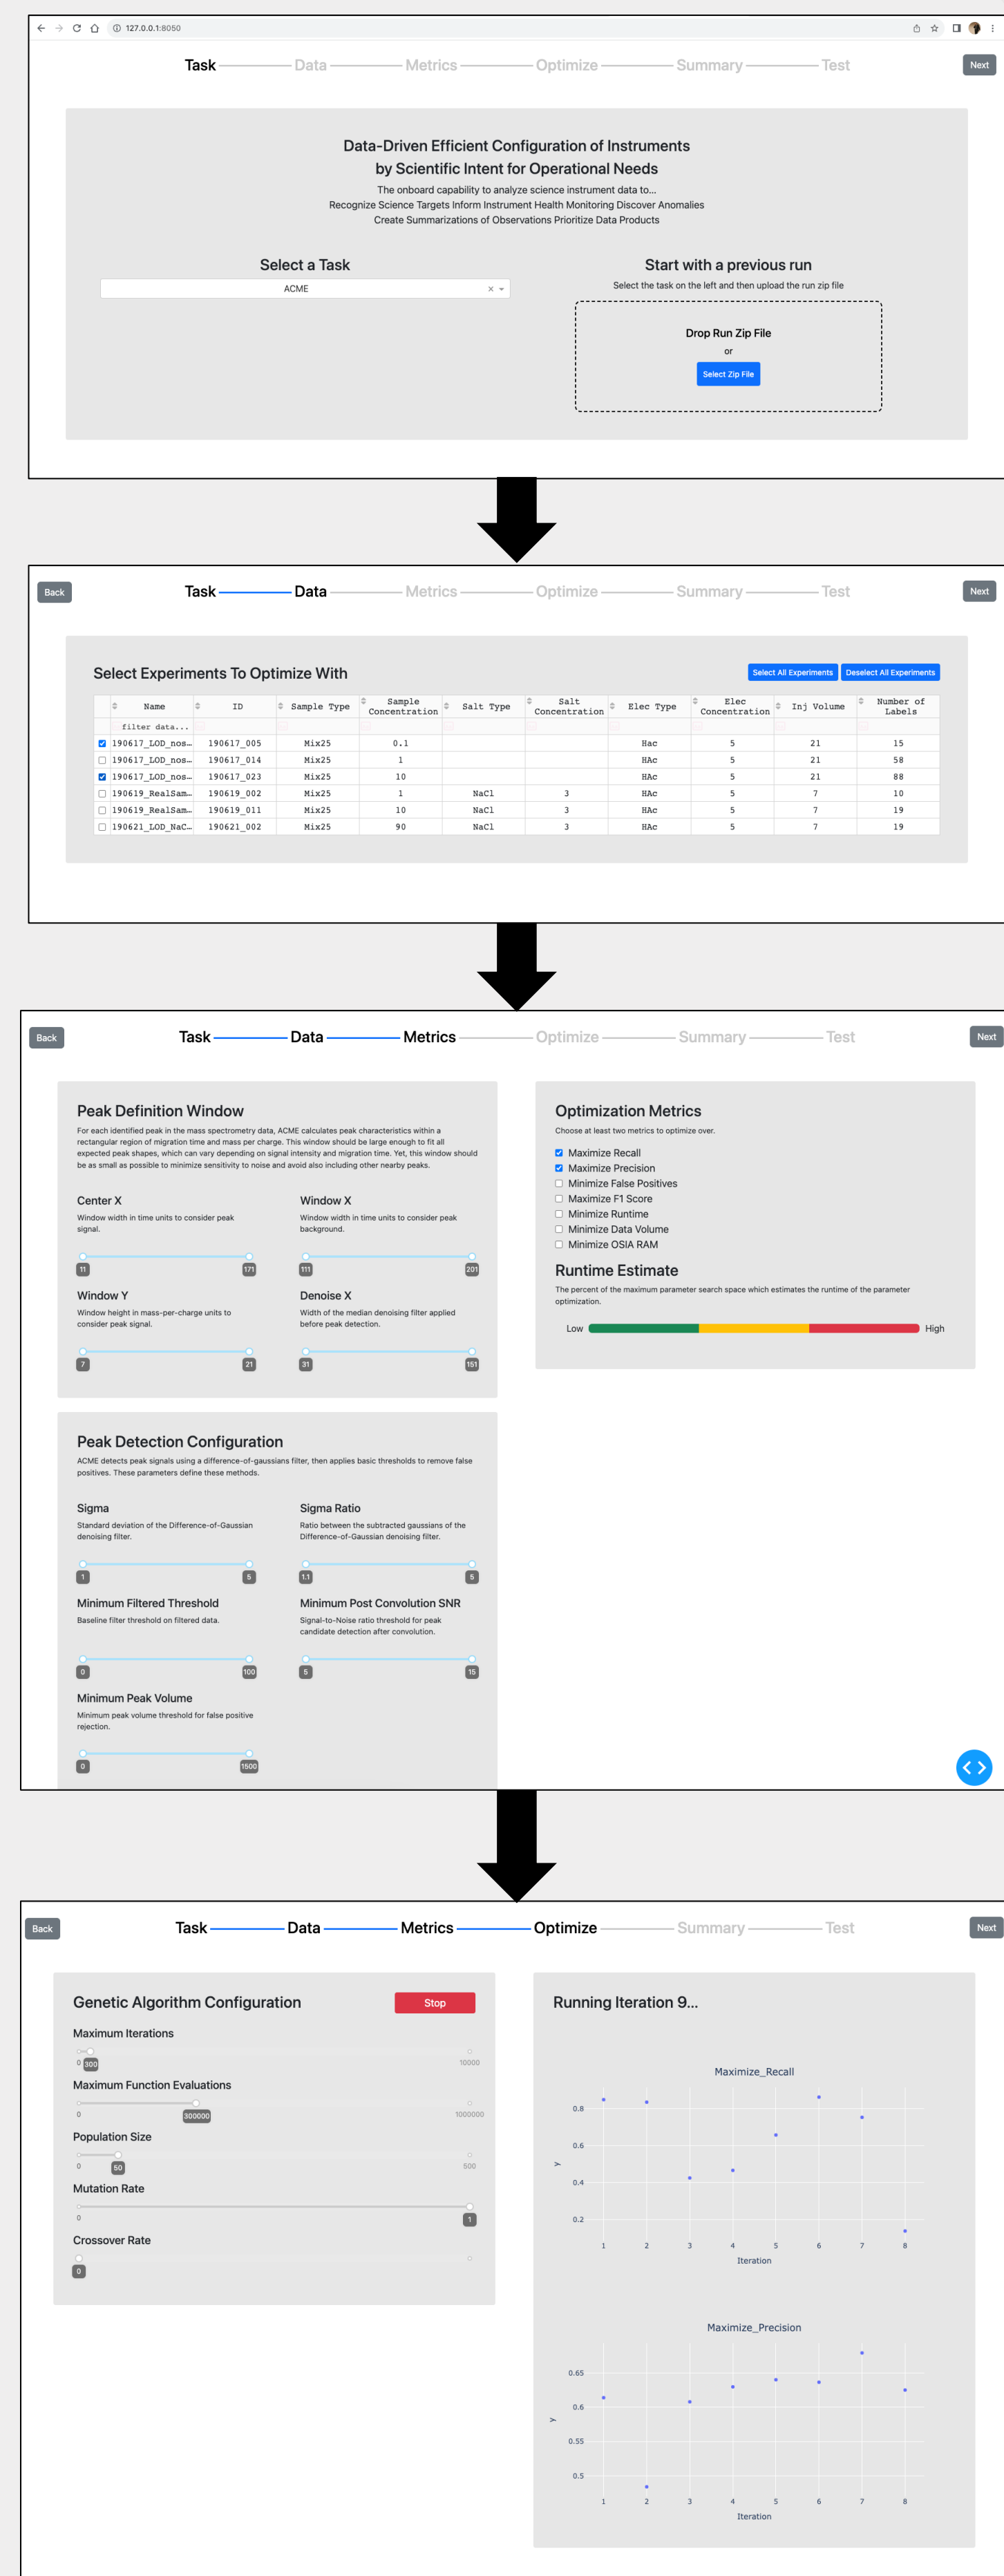 127.0.0.1:8050
Task Data Metrics Optimize Summary Test Next
Data-Driven Efficient Configuration of Instruments
by Scientific Intent for Operational Needs
The onboard capability to analyze science instrument data to...
Recognize Science Targets Inform Instrument Health Monitoring Discover Anomalies
Create Summarizations of Observations Prioritize Data Products
Select a Task
ACME
Start with a previous run
Select the task on the left and then upload the run zip file
Drop Run Zip File
or
Select Zip File
Back Task Data Metrics Optimize Summary Test Next
Select Experiments To Optimize With Select All Experiments Deselect All Experiments
Name ID Sample Type Sample Concentration Salt Type Salt Concentration Elec Type Elec Concentration Inj Volume Number of Labels
filter data...
190617_LOD_nos… 190617_005 Mix25 0.1 Hac 5 21 15
190617_LOD_nos… 190617_014 Mix25 1 HAc 5 21 58
190617_LOD_nos… 190617_023 Mix25 10 HAc 5 21 88
190619_RealSam… 190619_002 Mix25 1 NaCl 3 HAc 5 7 10
190619_RealSam… 190619_011 Mix25 10 NaCl 3 HAc 5 7 19
190621_LOD_NaC… 190621_002 Mix25 90 NaCl 3 HAc 5 7 19
Back Task Data Metrics Optimize Summary Test Next
Peak Definition Window
For each identified peak in the mass spectrometry data, ACME calculates peak characteristics within a
rectangular region of migration time and mass per charge. This window should be large enough to fit all
expected peak shapes, which can vary depending on signal intensity and migration time. Yet, this window should
be as small as possible to minimize sensitivity to noise and avoid also including other nearby peaks.
Center X
Window width in time units to consider peak
signal.
11 171
Window X
Window width in time units to consider peak
background.
111 201
Window Y
Window height in mass-per-charge units to
consider peak signal.
7 21
Denoise X
Width of the median denoising filter applied
before peak detection.
31 151
Optimization Metrics
Choose at least two metrics to optimize over.
Maximize Recall
Maximize Precision
Minimize False Positives
Maximize F1 Score
Minimize Runtime
Minimize Data Volume
Minimize OSIA RAM
Runtime Estimate
The percent of the maximum parameter search space which estimates the runtime of the parameter
optimization.
Low High
Peak Detection Configuration
ACME detects peak signals using a difference-of-gaussians filter, then applies basic thresholds to remove false
positives. These parameters define these methods.
Sigma
Standard deviation of the Difference-of-Gaussian
denoising filter.
1 5
Sigma Ratio
Ratio between the subtracted gaussians of the
Difference-of-Gaussian denoising filter.
1.1 5
Minimum Filtered Threshold
Baseline filter threshold on filtered data.
0 100
Minimum Post Convolution SNR
Signal-to-Noise ratio threshold for peak
candidate detection after convolution.
5 15
Minimum Peak Volume
Minimum peak volume threshold for false positive
rejection.
0 1500
Back Task Data Metrics Optimize Summary Test Next
Genetic Algorithm Configuration Stop
Maximum Iterations
0 300 10000
Maximum Function Evaluations
0 300000 1000000
Population Size
0 50 500
Mutation Rate
0 1
Crossover Rate
0
Running Iteration 9...
Maximize_Recall
0.8
0.6
y
0.4
0.2
1 2 3 4 5 6 7 8
Iteration
Maximize_Precision
0.65
0.6
y
0.55
0.5
1 2 3 4 5 6 7 8
Iteration